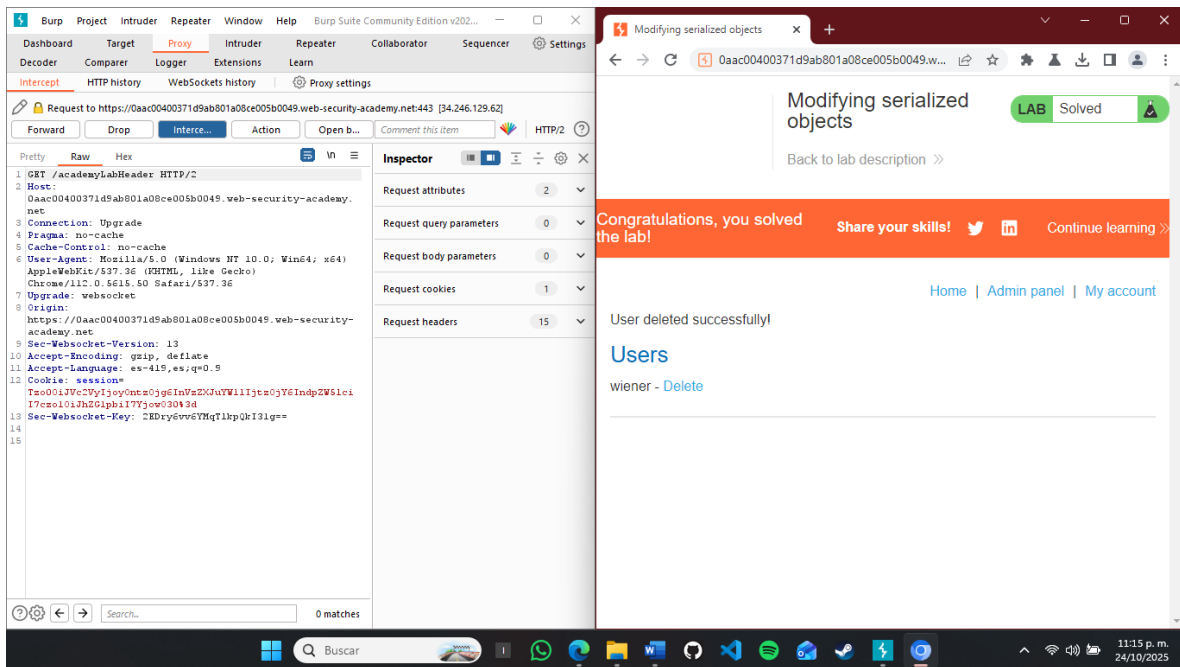 Burp Project Intruder Repeater Window Help Burp Suite Community Edition v202...
Dashboard Target Proxy Intruder Repeater Collaborator Sequencer Settings
Decoder Comparer Logger Extensions Learn
Intercept HTTP history WebSockets history Proxy settings
Request to https://0aac00400371d9ab801a08ce005b0049.web-security-academy.net:443 [34.246.129.62]
Forward Drop Interce... Action Open b... Comment this item HTTP/2
Pretty Raw Hex \n
1 GET /academyLabHeader HTTP/2
2 Host:
0aac00400371d9ab801a08ce005b0049.web-security-academy.
net
3 Connection: Upgrade
4 Pragma: no-cache
5 Cache-Control: no-cache
6 User-Agent: Mozilla/5.0 (Windows NT 10.0; Win64; x64)
AppleWebKit/537.36 (KHTML, like Gecko)
Chrome/112.0.5615.50 Safari/537.36
7 Upgrade: websocket
8 Origin:
https://0aac00400371d9ab801a08ce005b0049.web-security-
academy.net
9 Sec-Websocket-Version: 13
10 Accept-Encoding: gzip, deflate
11 Accept-Language: es-419,es;q=0.9
12 Cookie: session=
Tzo0OiJVc2VyIjoyOntzOjg6InVzZXJuYW1lIjtzOjY6IndpZW5lci
I7czo1OiJhZG1pbiI7YjowO30%3d
13 Sec-Websocket-Key: 2EDry6vv6YMqTlkpQkI3lg==
14
15
Inspector
Request attributes 2
Request query parameters 0
Request body parameters 0
Request cookies 1
Request headers 15
Search... 0 matches
Modifying serialized objects
0aac00400371d9ab801a08ce005b0049.w...
Modifying serialized
objects
LAB Solved
Back to lab description
Congratulations, you solved
the lab!
Share your skills!
in
Continue learning
Home | Admin panel | My account
User deleted successfully!
Users
wiener - Delete
Buscar
11:15 p. m.
24/10/2025